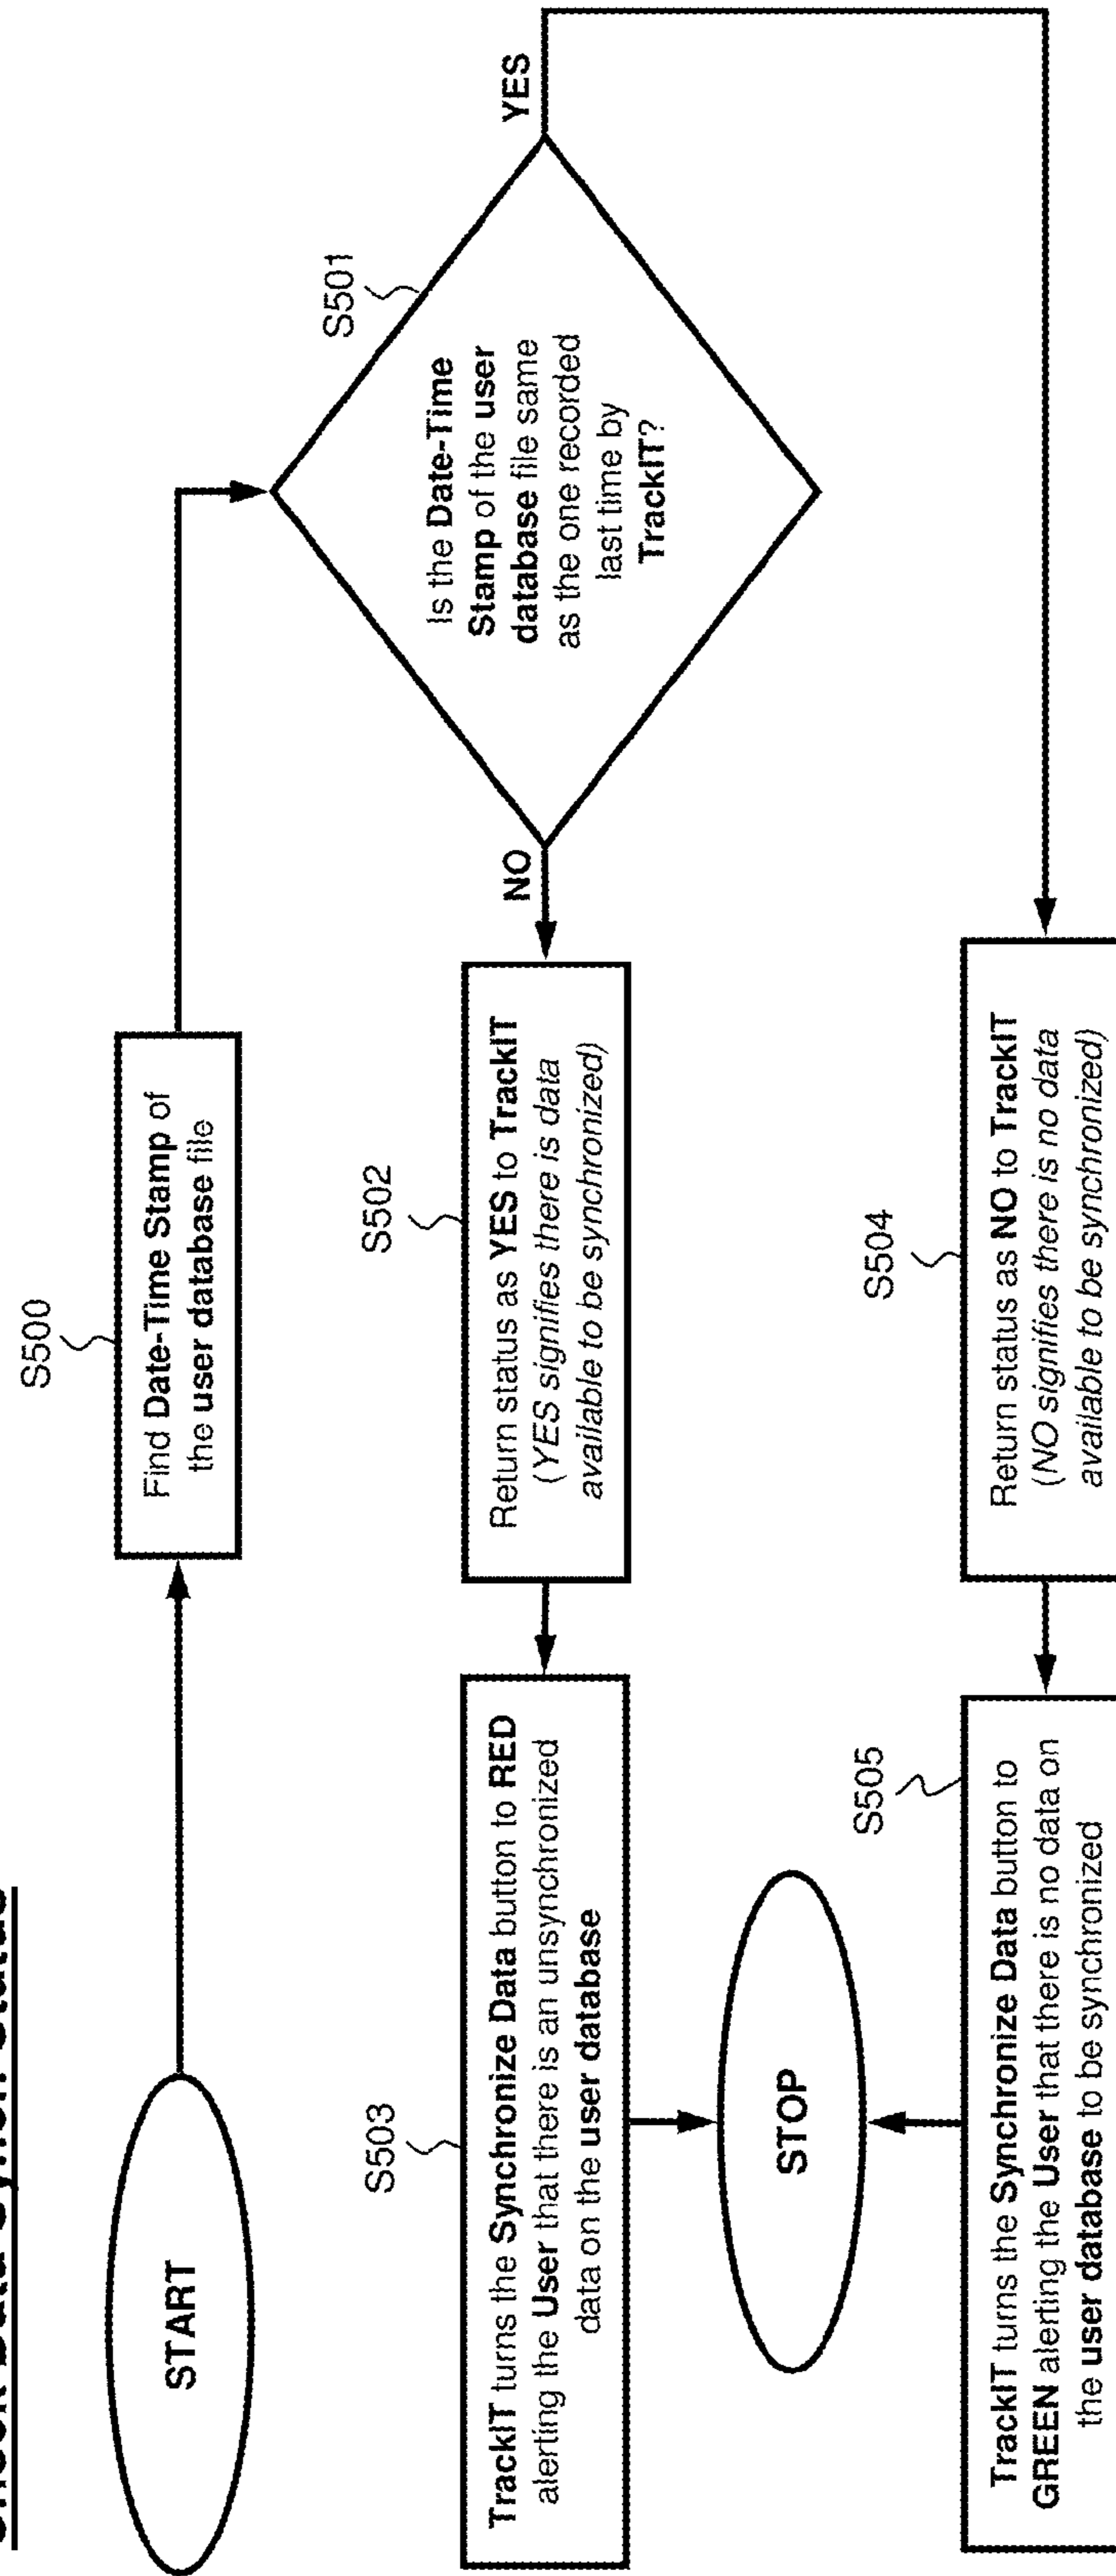 Check Data Synch Status
START
S500
Find Date-Time Stamp of
the user database file
S501
Is the Date-Time
Stamp of the user
database file same
as the one recorded
last time by
TrackIT?
YES
NO
S502
Return status as YES to TrackIT
(YES signifies there is data
available to be synchronized)
S503
TrackIT turns the Synchronize Data button to RED
alerting the User that there is an unsynchronized
data on the user database
STOP
S504
Return status as NO to TrackIT
(NO signifies there is no data
available to be synchronized)
S505
TrackIT turns the Synchronize Data button to
GREEN alerting the User that there is no data on
the user database to be synchronized